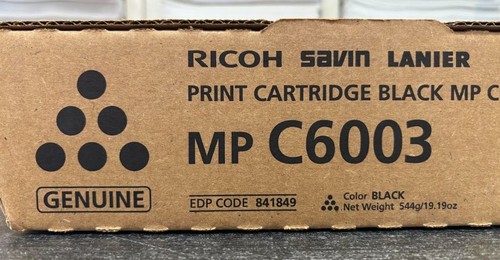 RICOH savin LANIER
PRINT CARTRIDGE BLACK MP C
MP C6003
GENUINE
EDP CODE 841849
Color BLACK
Net Weight 544g/19.19oz